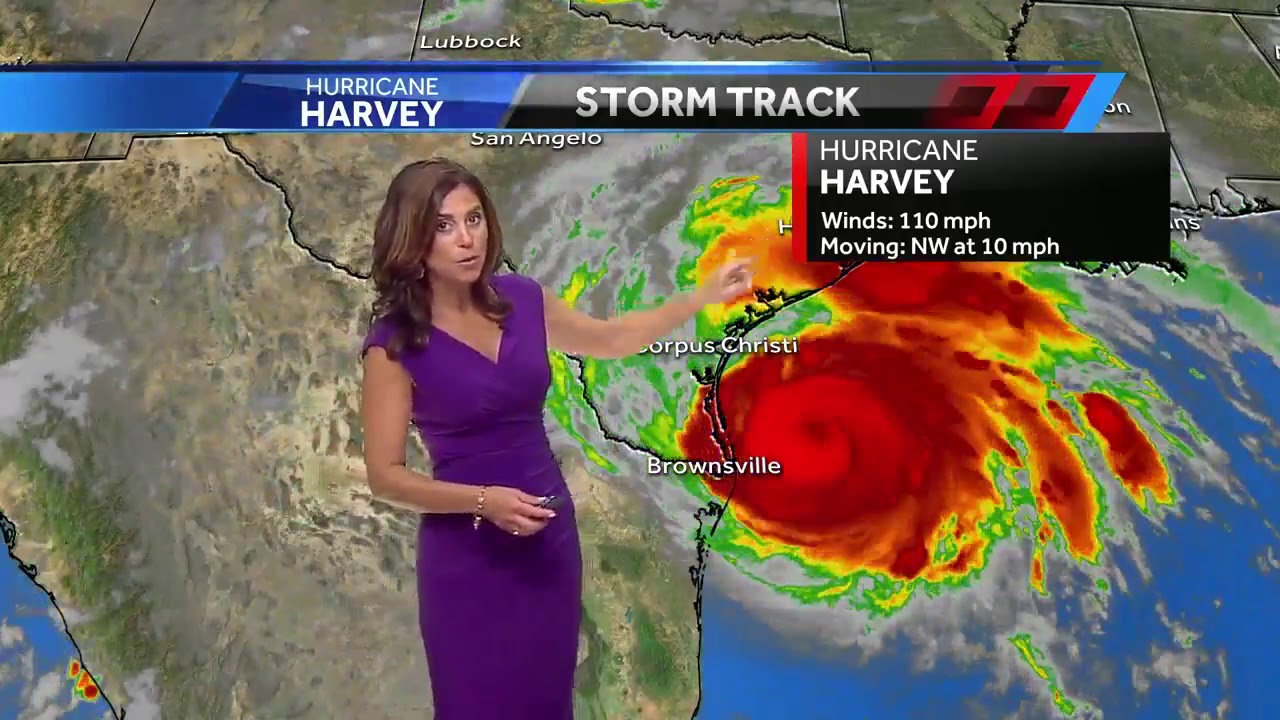 Lubbock
HURRICANE
HARVEY
STORM TRACK
San Angelo
HURRICANE
HARVEY
Winds: 110 mph
Moving: NW at 10 mph
orpus Christi
Brownsville